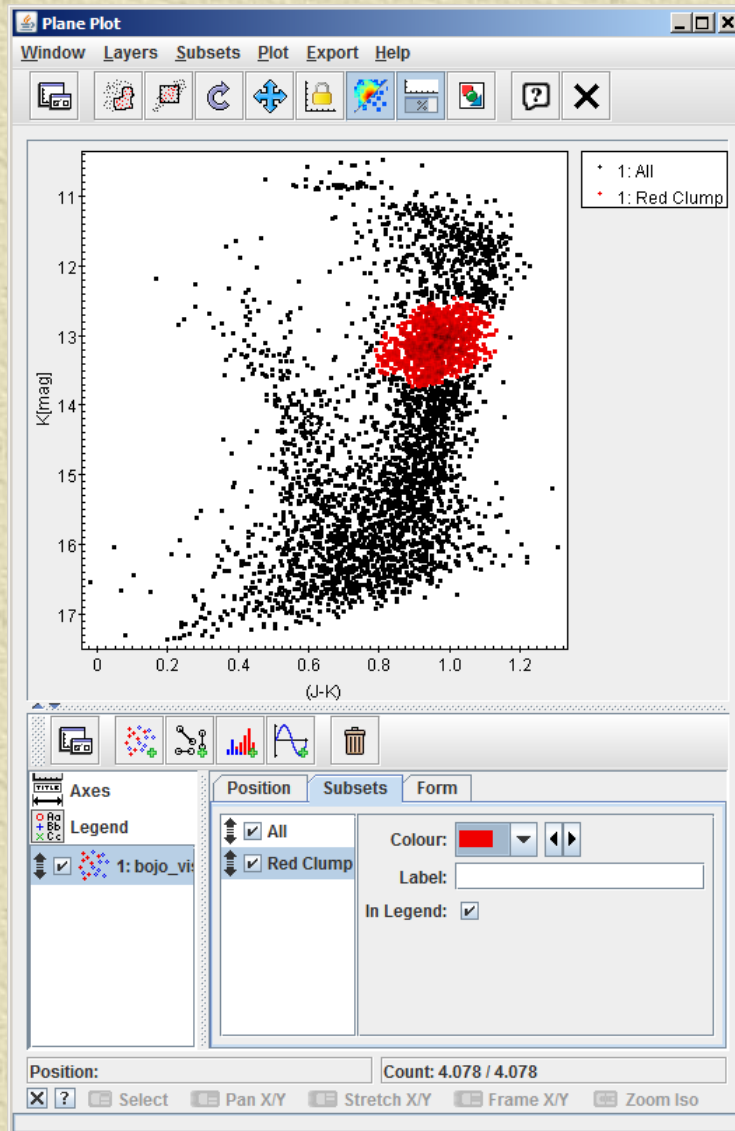 Plane Plot
Window Layers Subsets Plot Export Help
1: All
1: Red Clump
11
12
13
14
15
16
17
K[mag]
0 0.2 0.4 0.6 0.8 1.0 1.2
(J-K)
Axes
Legend
1: bojo_vi
Position Subsets Form
All
Red Clump
Colour:
Label:
In Legend:
Position:
Count: 4.078 / 4.078
Select Pan X/Y Stretch X/Y Frame X/Y Zoom Iso